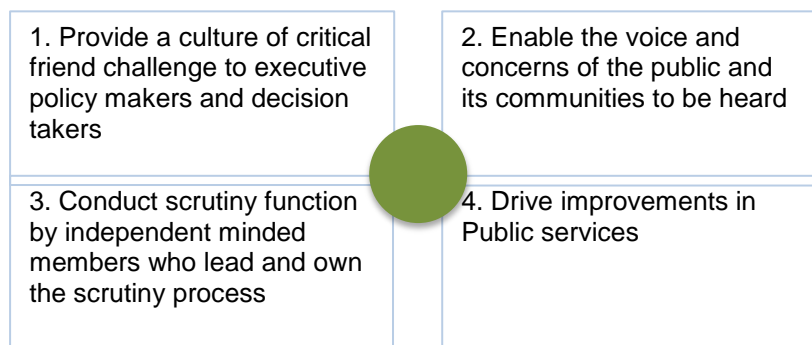 1. Provide a culture of critical
friend challenge to executive
policy makers and decision
takers
2. Enable the voice and
concerns of the public and
its communities to be heard
3. Conduct scrutiny function
by independent minded
members who lead and own
the scrutiny process
4. Drive improvements in
Public services